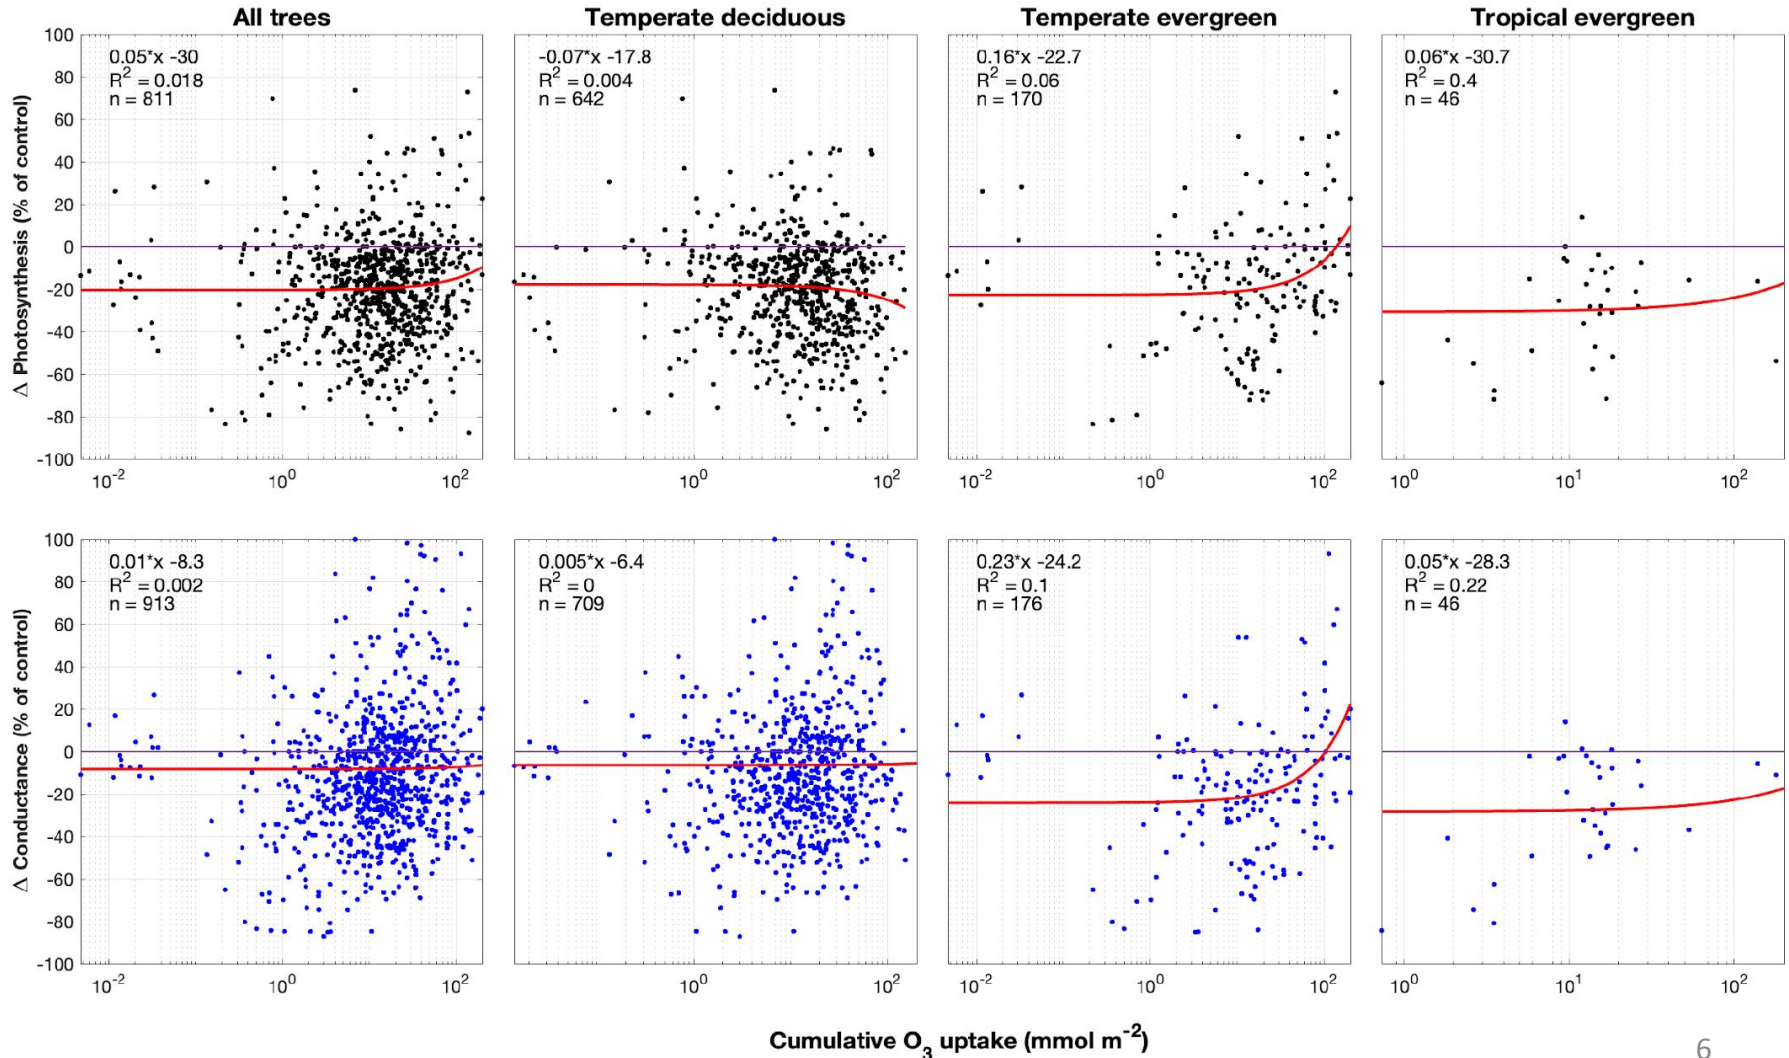 All trees
Temperate deciduous
Temperate evergreen
Tropical evergreen
Δ Photosynthesis (% of control)
100
80
60
40
20
0
-20
-40
-60
-80
-100
0.05*x -30
R² = 0.018
n = 811
10⁻²
10⁰
10²
-0.07*x -17.8
R² = 0.004
n = 642
10⁰
10²
0.16*x -22.7
R² = 0.06
n = 170
10⁻²
10⁰
10²
0.06*x -30.7
R² = 0.4
n = 46
10⁰
10¹
10²
Δ Conductance (% of control)
100
80
60
40
20
0
-20
-40
-60
-80
-100
0.01*x -8.3
R² = 0.002
n = 913
10⁻²
10⁰
10²
0.005*x -6.4
R² = 0
n = 709
10⁰
10²
0.23*x -24.2
R² = 0.1
n = 176
10⁻²
10⁰
10²
0.05*x -28.3
R² = 0.22
n = 46
10⁰
10¹
10²
Cumulative O₃ uptake (mmol m⁻²)
6